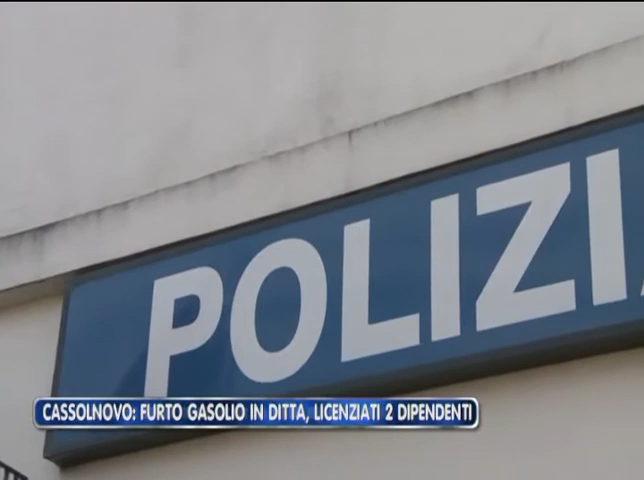 POLIZI
CASSOLNOVO: FURTO GASOLIO IN DITTA, LICENZIATI 2 DIPENDENTI